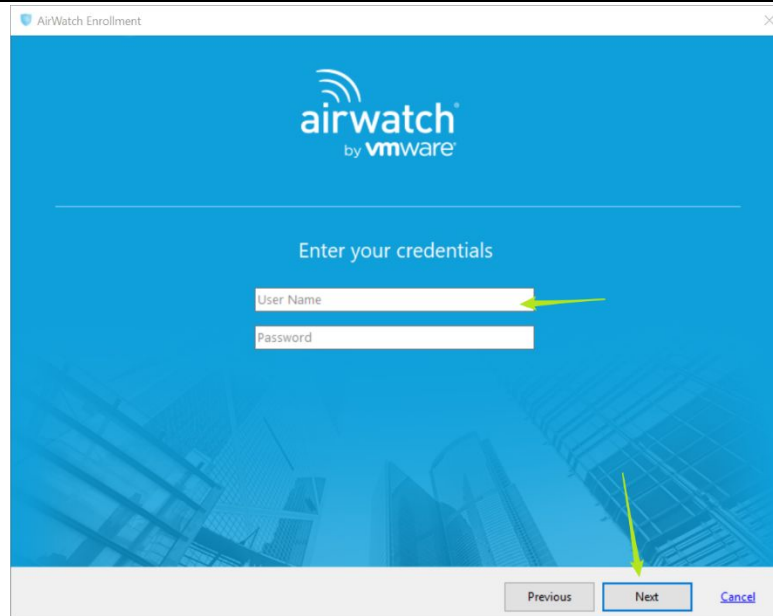 AirWatch Enrollment
airwatch
by vmware
Enter your credentials
User Name
Password
Previous Next Cancel